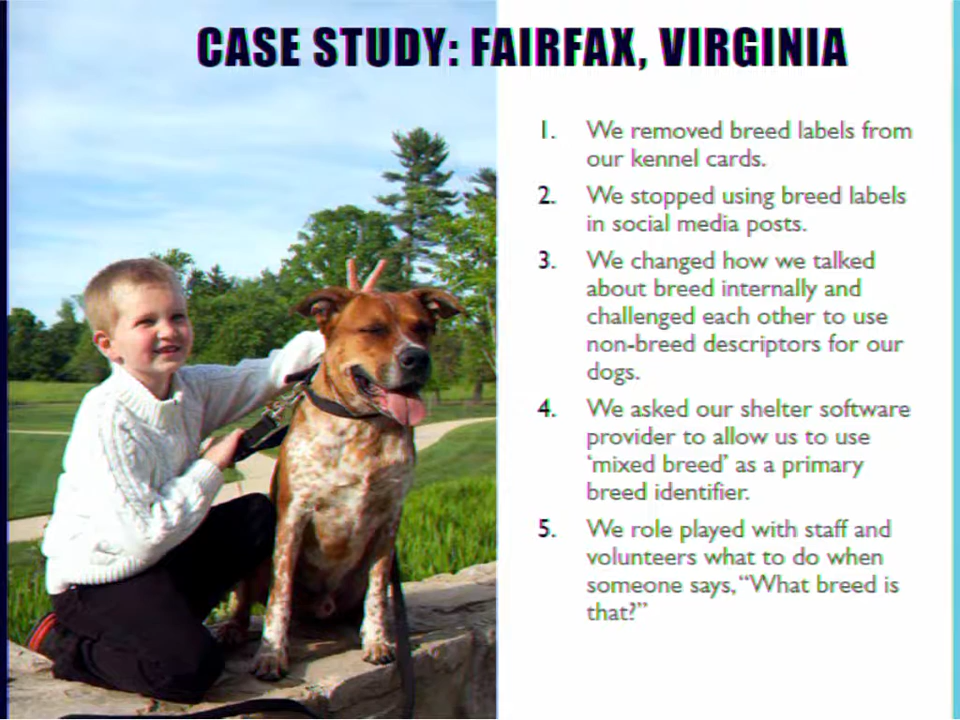 CASE STUDY: FAIRFAX, VIRGINIA
1. We removed breed labels from
our kennel cards.
2. We stopped using breed labels
in social media posts.
3. We changed how we talked
about breed internally and
challenged each other to use
non-breed descriptors for our
dogs.
4. We asked our shelter software
provider to allow us to use
‘mixed breed’ as a primary
breed identifier.
5. We role played with staff and
volunteers what to do when
someone says, “What breed is
that?”